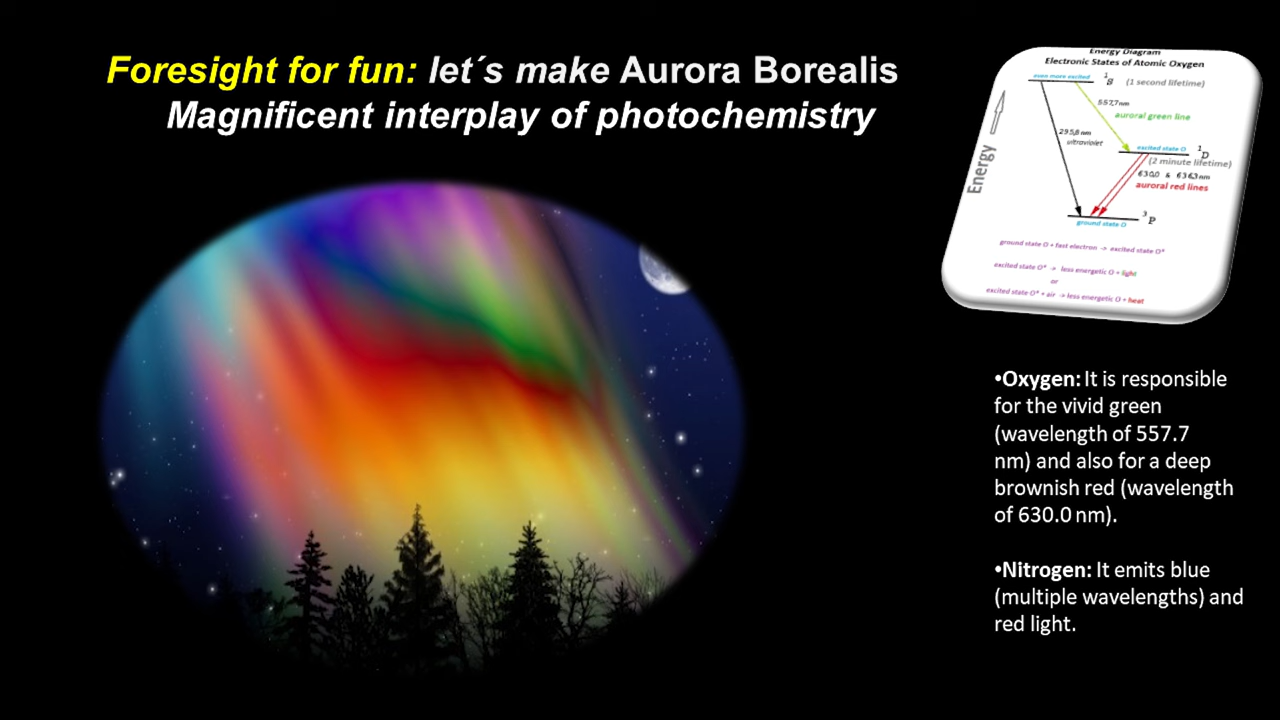 Foresight for fun: let´s make Aurora Borealis
Magnificent interplay of photochemistry
Energy Diagram
Electronic States of Atomic Oxygen
even more excited
1S (1 second lifetime)
557,7nm
auroral green line
295,8 nm
ultraviolet
excited state O
1D
(2 minute lifetime)
630,0 & 636,3nm
auroral red lines
3P
ground state O
Energy
ground state O + fast electron -> excited state O*
excited state O* -> less energetic O + light
or
excited state O* + air -> less energetic O + heat
•Oxygen: It is responsible
for the vivid green
(wavelength of 557.7
nm) and also for a deep
brownish red (wavelength
of 630.0 nm).
•Nitrogen: It emits blue
(multiple wavelengths) and
red light.